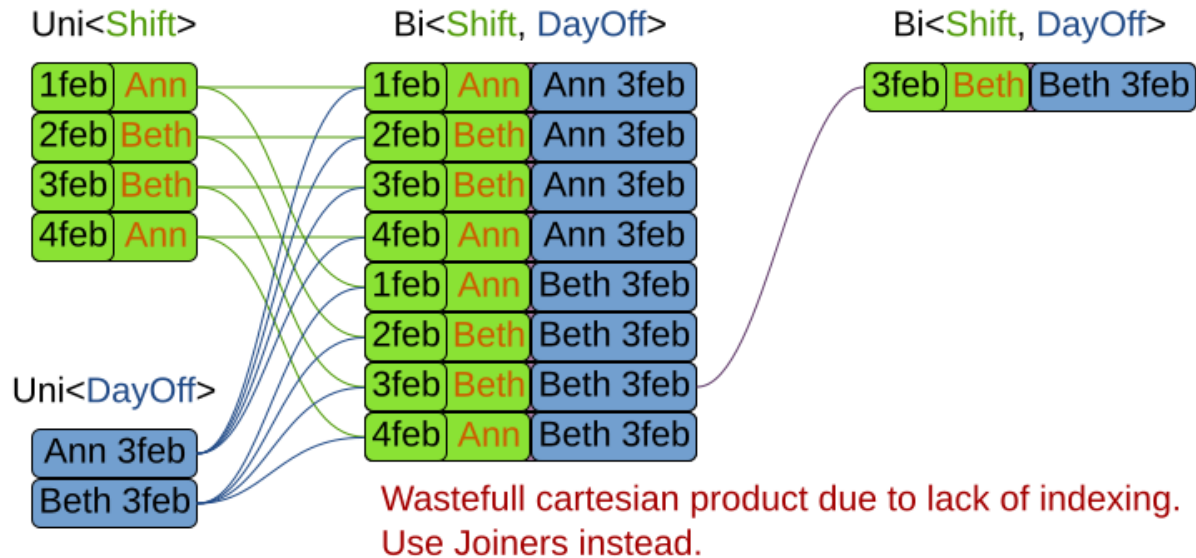 Uni<Shift>
1feb Ann
2feb Beth
3feb Beth
4feb Ann
Uni<DayOff>
Ann 3feb
Beth 3feb
Bi<Shift, DayOff>
1feb Ann Ann 3feb
2feb Beth Ann 3feb
3feb Beth Ann 3feb
4feb Ann Ann 3feb
1feb Ann Beth 3feb
2feb Beth Beth 3feb
3feb Beth Beth 3feb
4feb Ann Beth 3feb
Bi<Shift, DayOff>
3feb Beth Beth 3feb
Wastefull cartesian product due to lack of indexing.
Use Joiners instead.